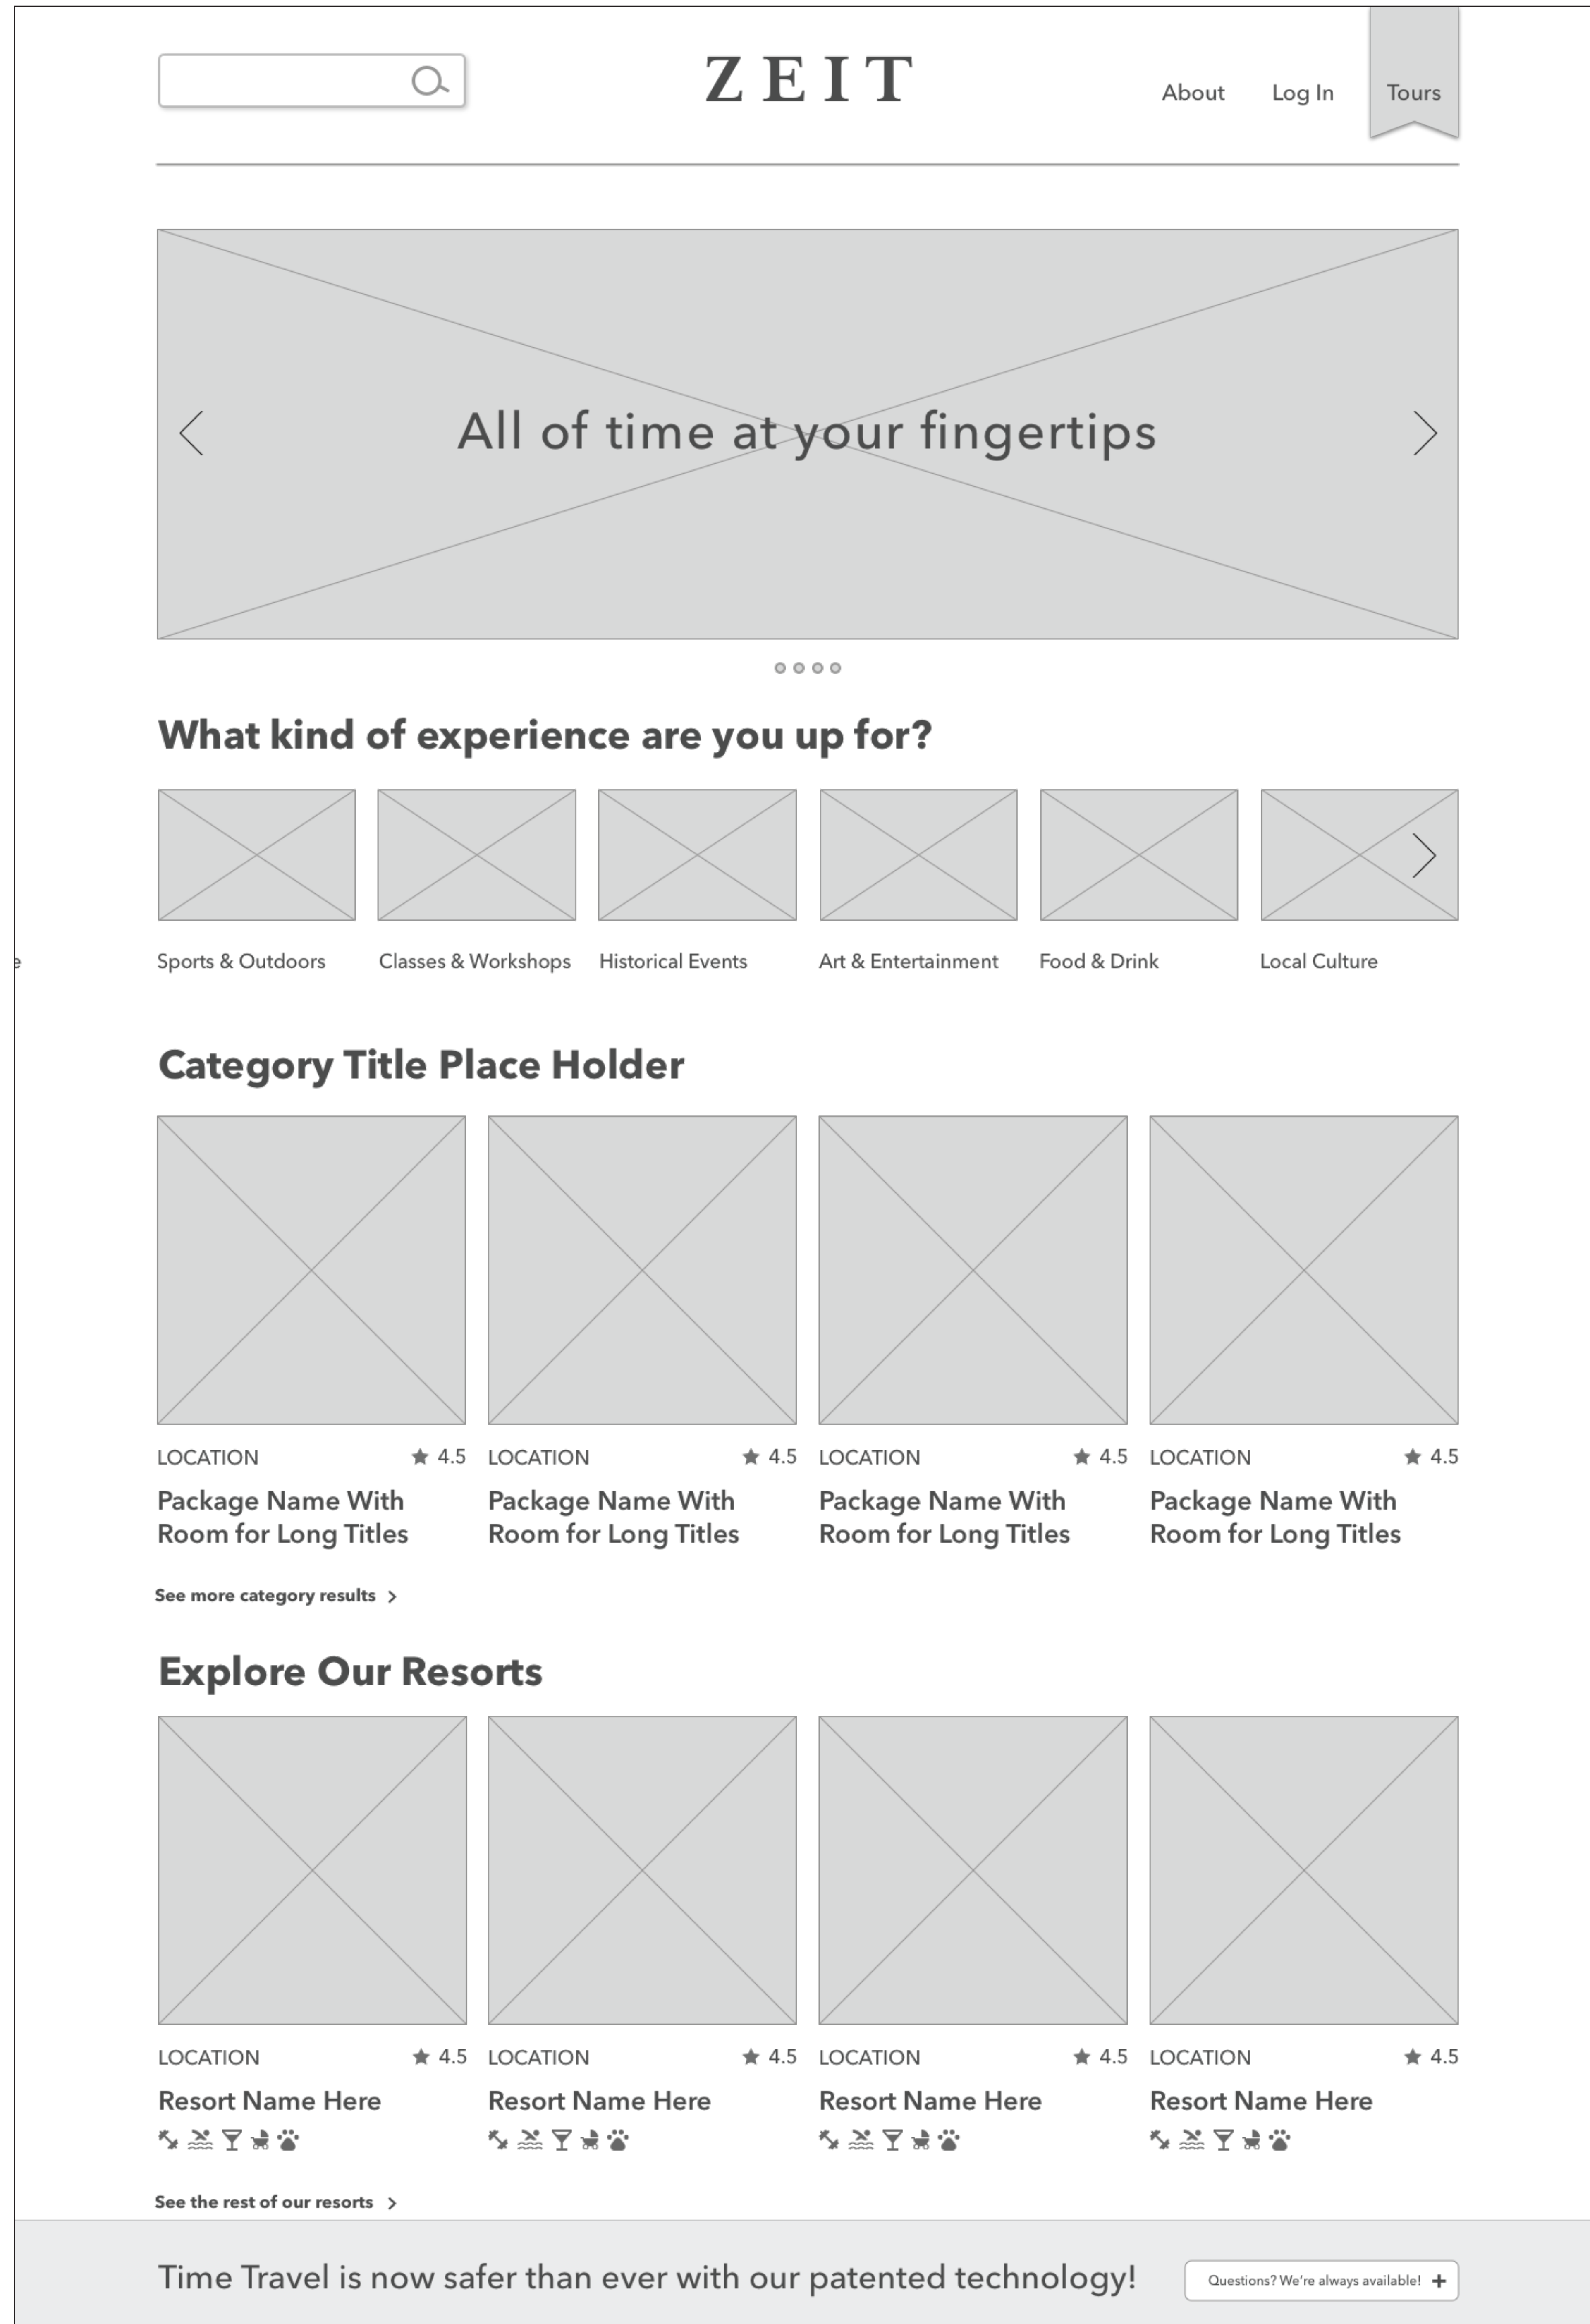 ZEIT
About
Log In
Tours
All of time at your fingertips
What kind of experience are you up for?
e
Sports & Outdoors
Classes & Workshops
Historical Events
Art & Entertainment
Food & Drink
Local Culture
Category Title Place Holder
LOCATION
4.5
Package Name With
Room for Long Titles
LOCATION
4.5
Package Name With
Room for Long Titles
LOCATION
4.5
Package Name With
Room for Long Titles
LOCATION
4.5
Package Name With
Room for Long Titles
See more category results
Explore Our Resorts
LOCATION
4.5
Resort Name Here
LOCATION
4.5
Resort Name Here
LOCATION
4.5
Resort Name Here
LOCATION
4.5
Resort Name Here
See the rest of our resorts
Time Travel is now safer than ever with our patented technology!
Questions? We’re always available! +